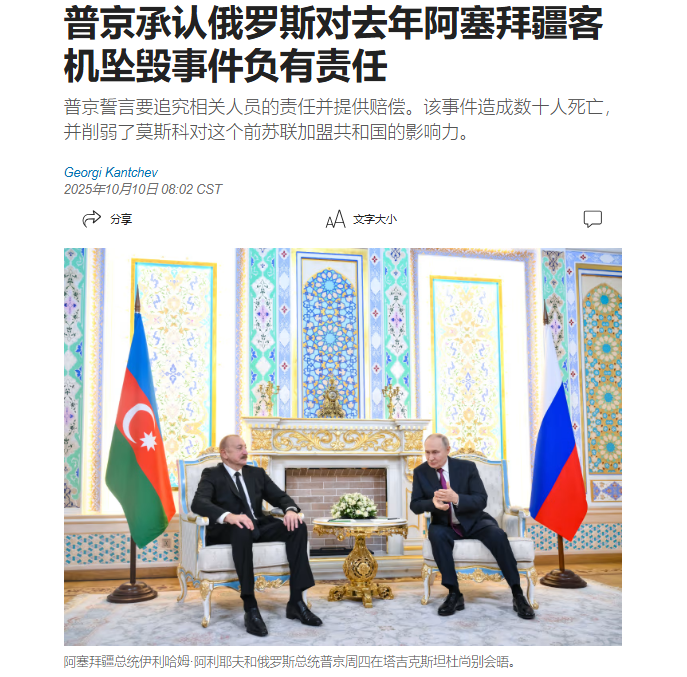 普京承认俄罗斯对去年阿塞拜疆客
机坠毁事件负有责任
普京誓言要追究相关人员的责任并提供赔偿。该事件造成数十人死亡，
并削弱了莫斯科对这个前苏联加盟共和国的影响力。
Georgi Kantchev
2025年10月10日 08:02 CST
分享
AA 文字大小
阿塞拜疆总统伊利哈姆·阿利耶夫和俄罗斯总统普京周四在塔吉克斯坦杜尚别会晤。